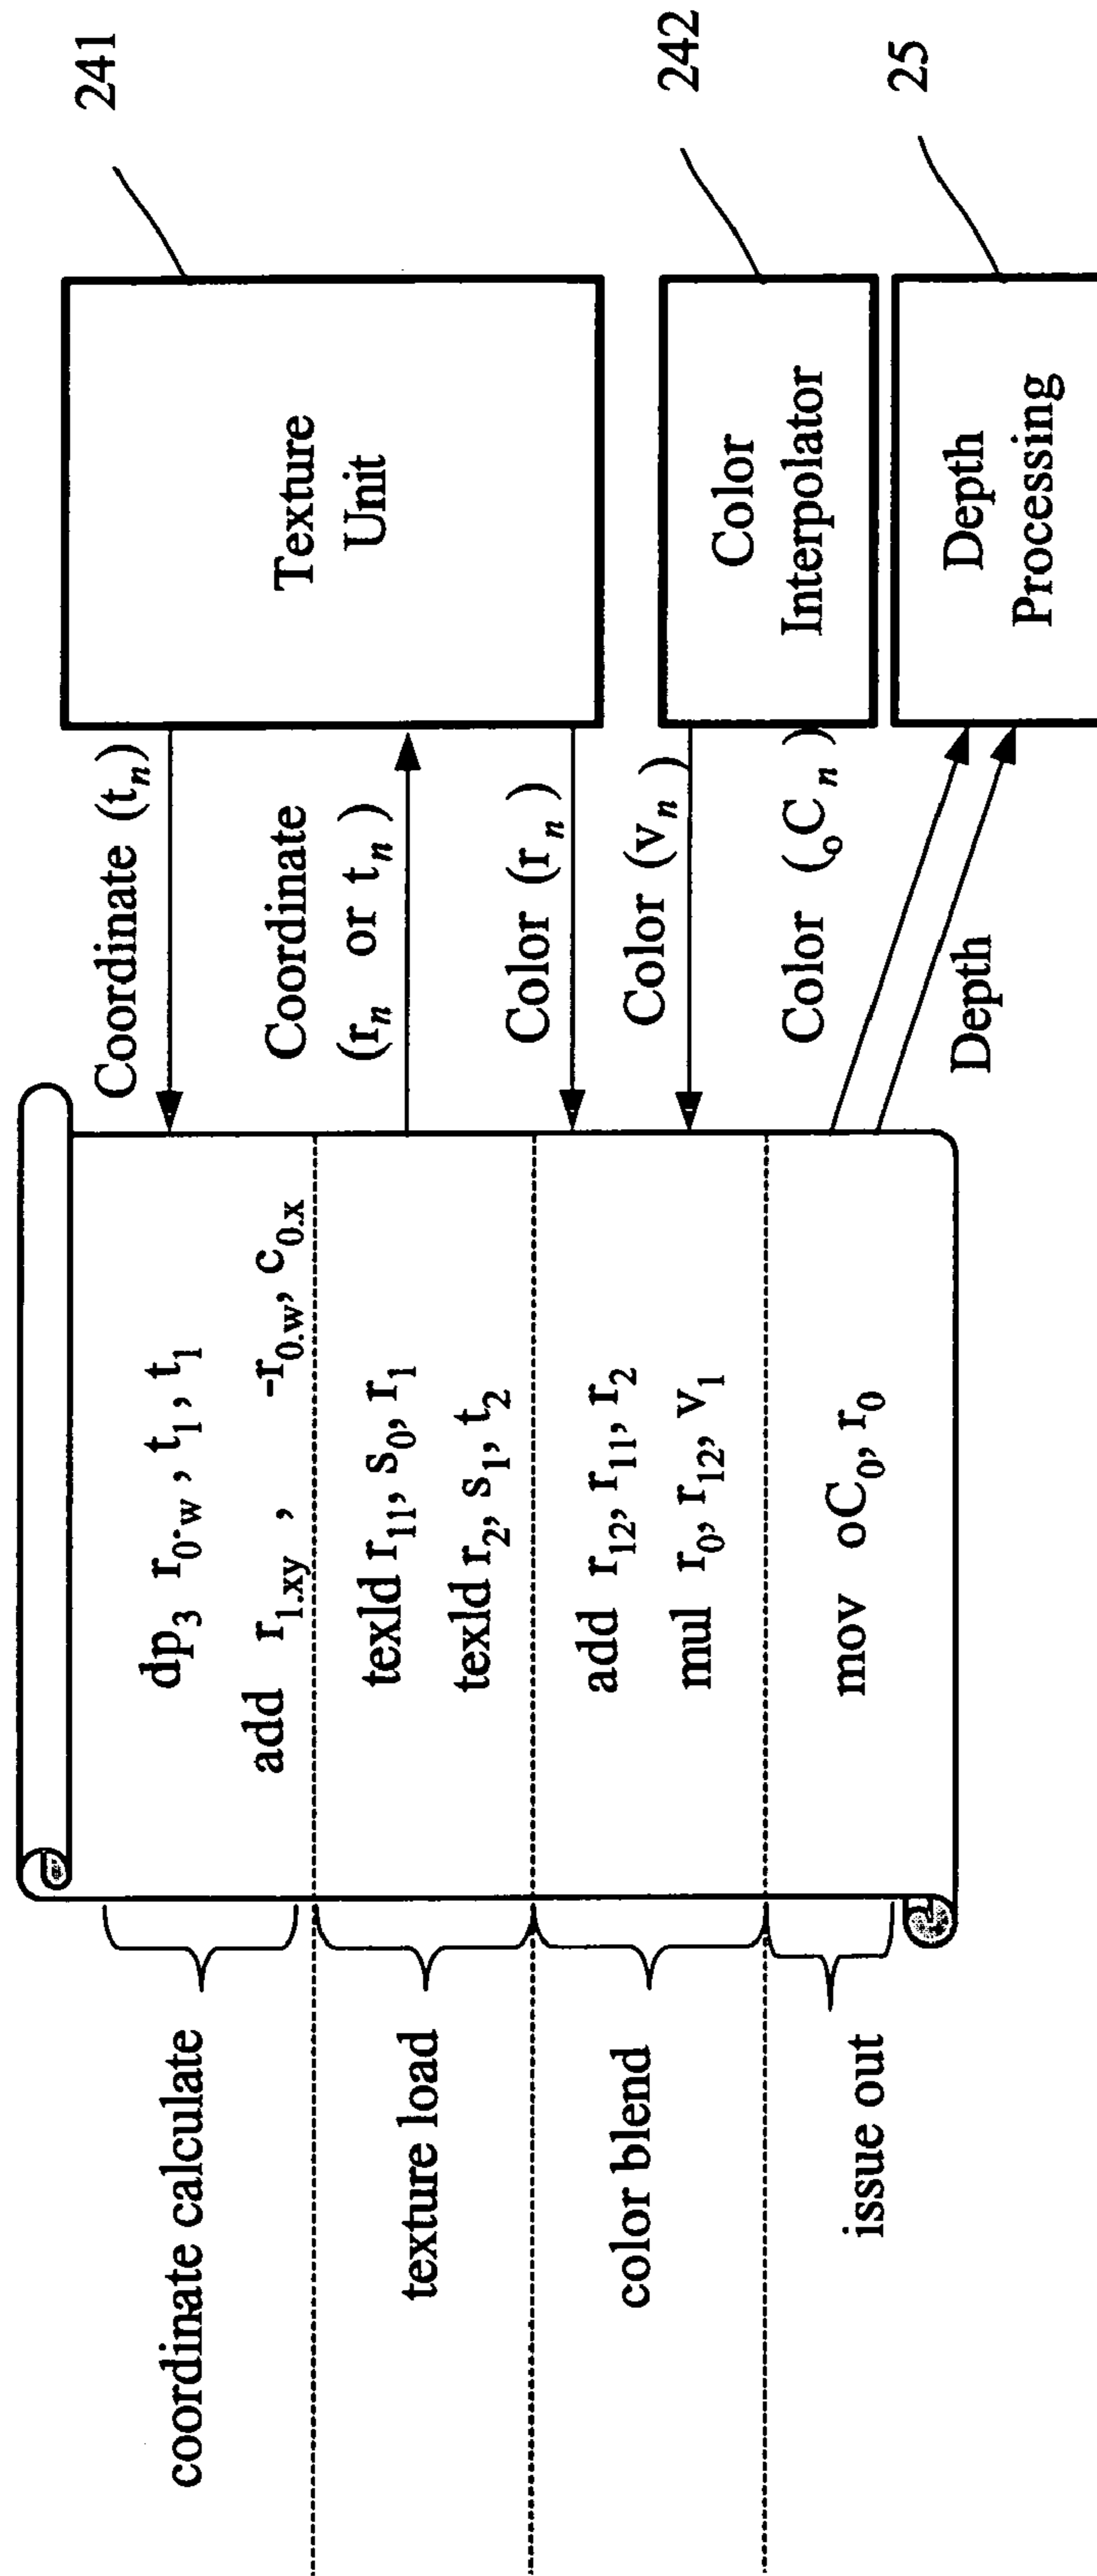 coordinate calculate
texture load
color blend
issue out
dp₃ r₀.w , t₁ , t₁
add r₁.xy , -r₀.w, c₀.x
texld r₁₁, s₀, r₁
texld r₂, s₁, t₂
add r₁₂, r₁₁, r₂
mul r₀, r₁₂, v₁
mov oC₀, r₀
Coordinate (tₙ)
Coordinate
(rₙ or tₙ)
Color (rₙ)
Color (vₙ)
Color (ₒCₙ)
Depth
Texture
Unit
Color
Interpolator
Depth
Processing
241
242
25